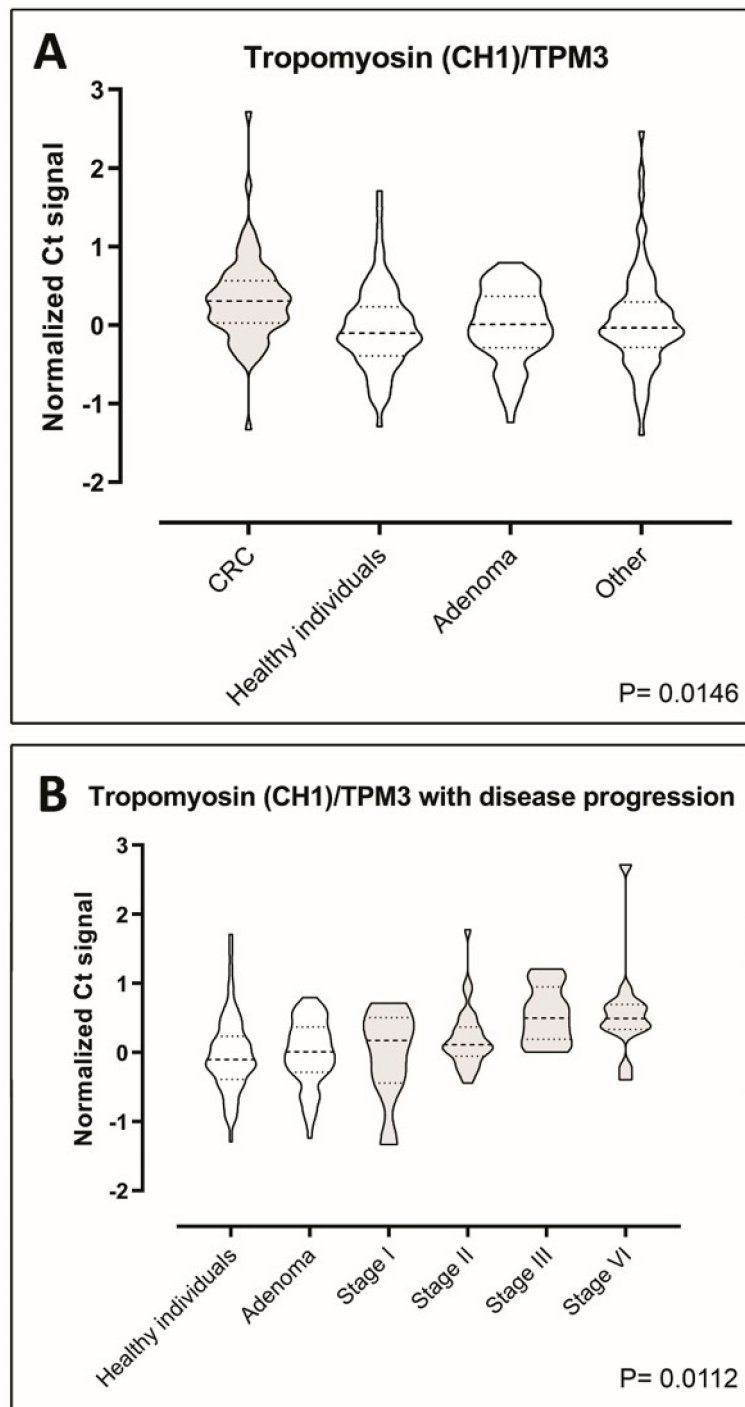 A
Tropomyosin (CH1)/TPM3
Normalized Ct signal
3
2
1
0
-1
-2
CRC
Healthy individuals
Adenoma
Other
P= 0.0146
B
Tropomyosin (CH1)/TPM3 with disease progression
Normalized Ct signal
3
2
1
0
-1
-2
Healthy individuals
Adenoma
Stage I
Stage II
Stage III
Stage VI
P= 0.0112